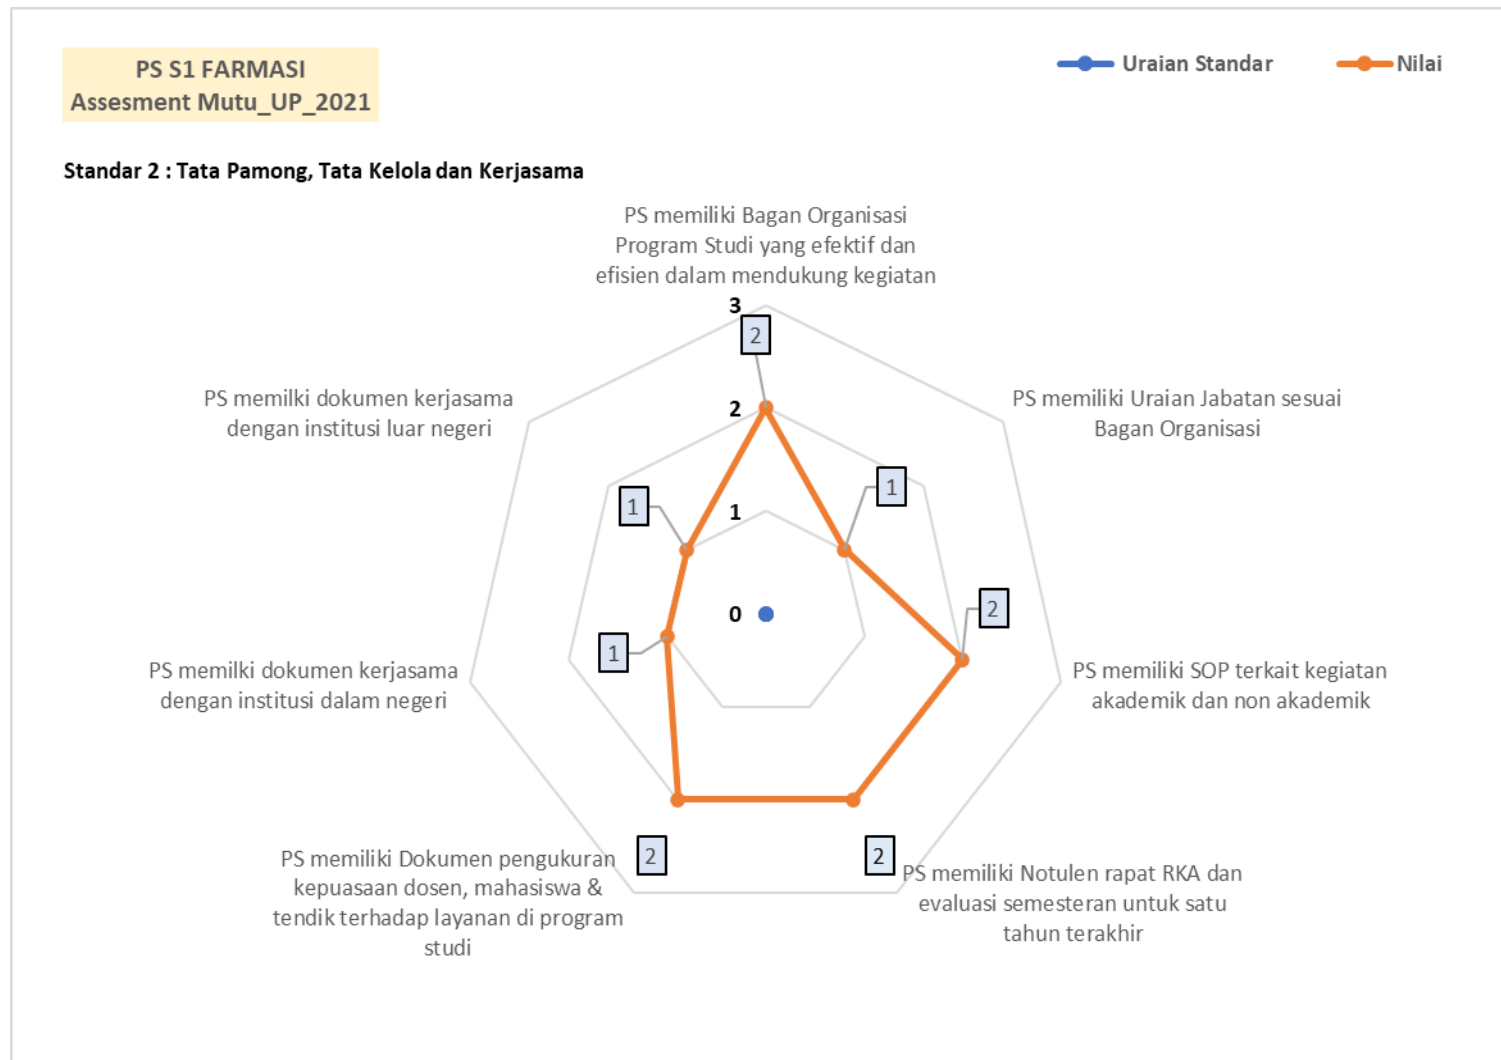 PS S1 FARMASI
Assesment Mutu_UP_2021
Uraian Standar
Nilai
Standar 2 : Tata Pamong, Tata Kelola dan Kerjasama
PS memiliki Bagan Organisasi
Program Studi yang efektif dan
efisien dalam mendukung kegiatan
3
2
PS memilki dokumen kerjasama
dengan institusi luar negeri
PS memiliki Uraian Jabatan sesuai
Bagan Organisasi
2
1
1
1
0
2
1
PS memilki dokumen kerjasama
dengan institusi dalam negeri
PS memiliki SOP terkait kegiatan
akademik dan non akademik
2
2
PS memiliki Dokumen pengukuran
kepuasaan dosen, mahasiswa &
tendik terhadap layanan di program
studi
PS memiliki Notulen rapat RKA dan
evaluasi semesteran untuk satu
tahun terakhir